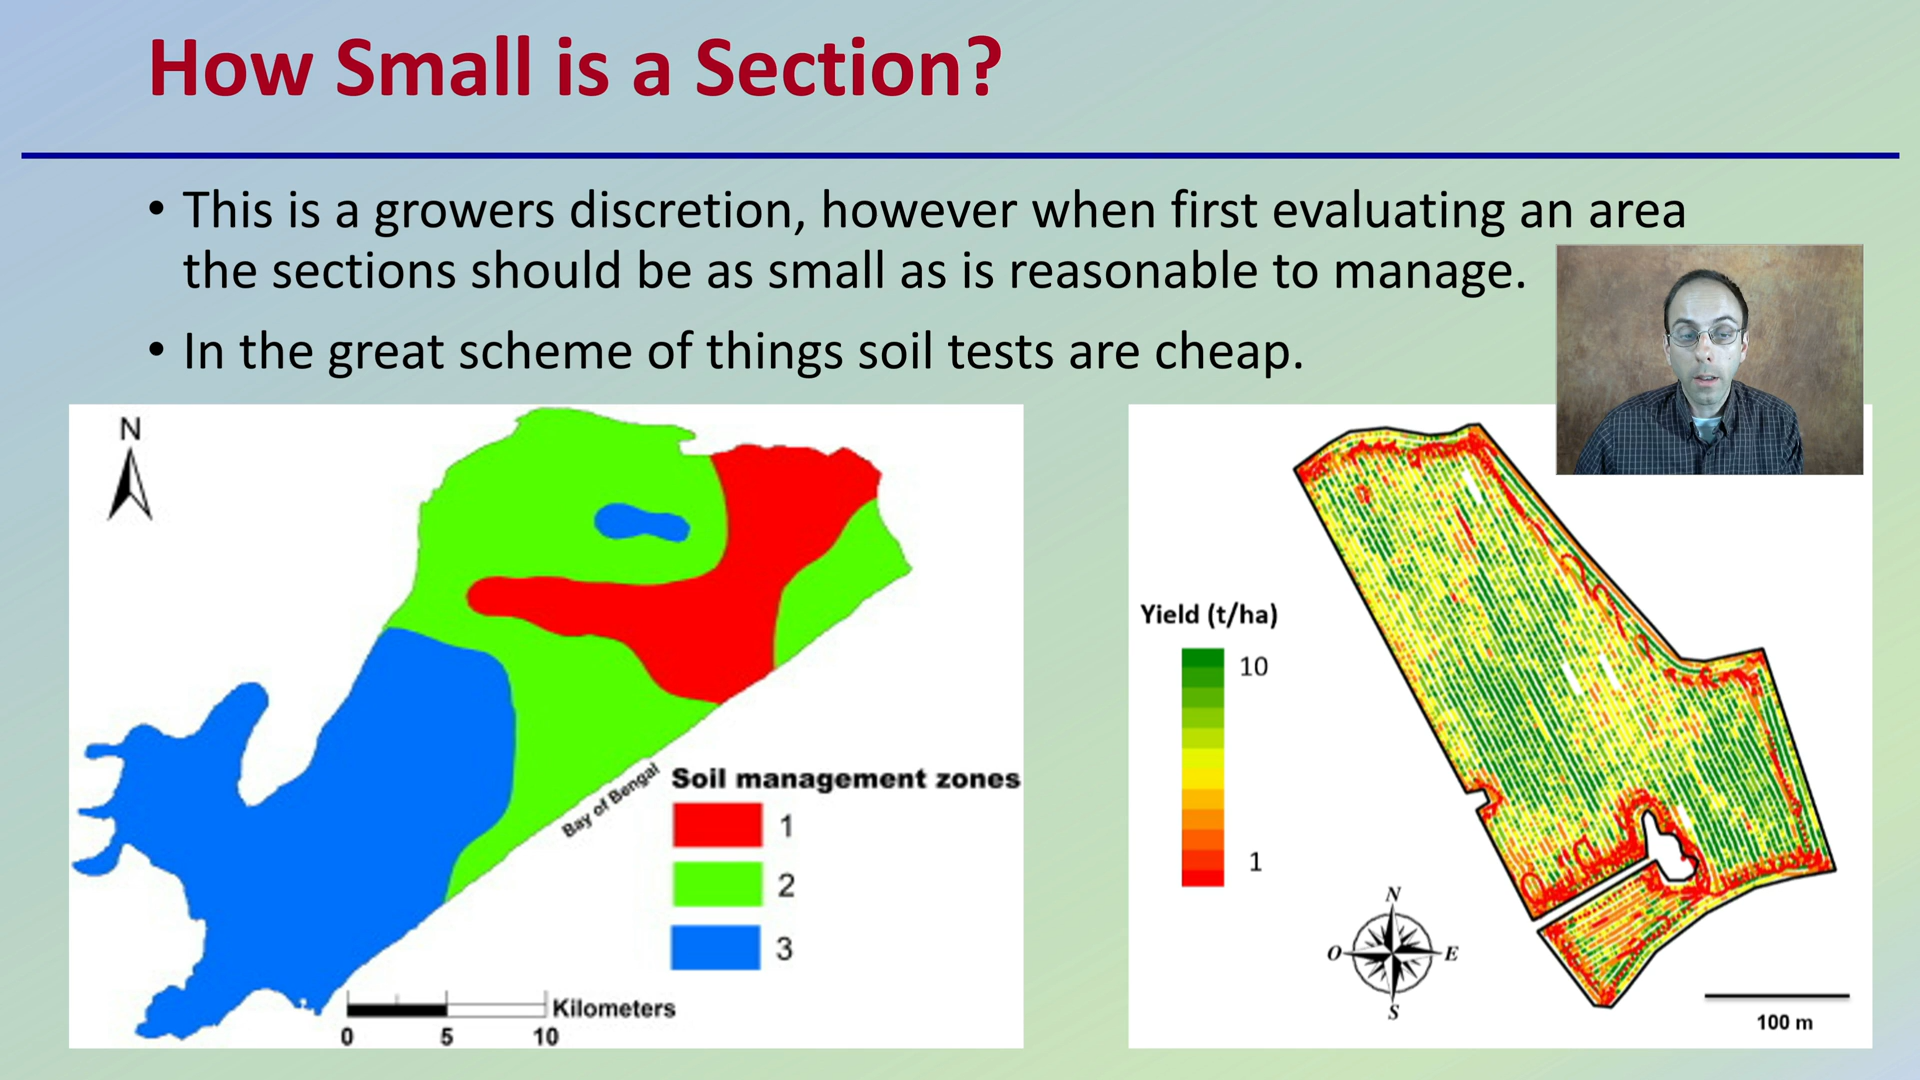 How Small is a Section?
• This is a growers discretion, however when first evaluating an area
the sections should be as small as is reasonable to manage.
• In the great scheme of things soil tests are cheap.
N
Bay of Bengal
Soil management zones
1
2
3
Kilometers
0 5 10
Yield (t/ha)
10
1
N
O E
S
100 m